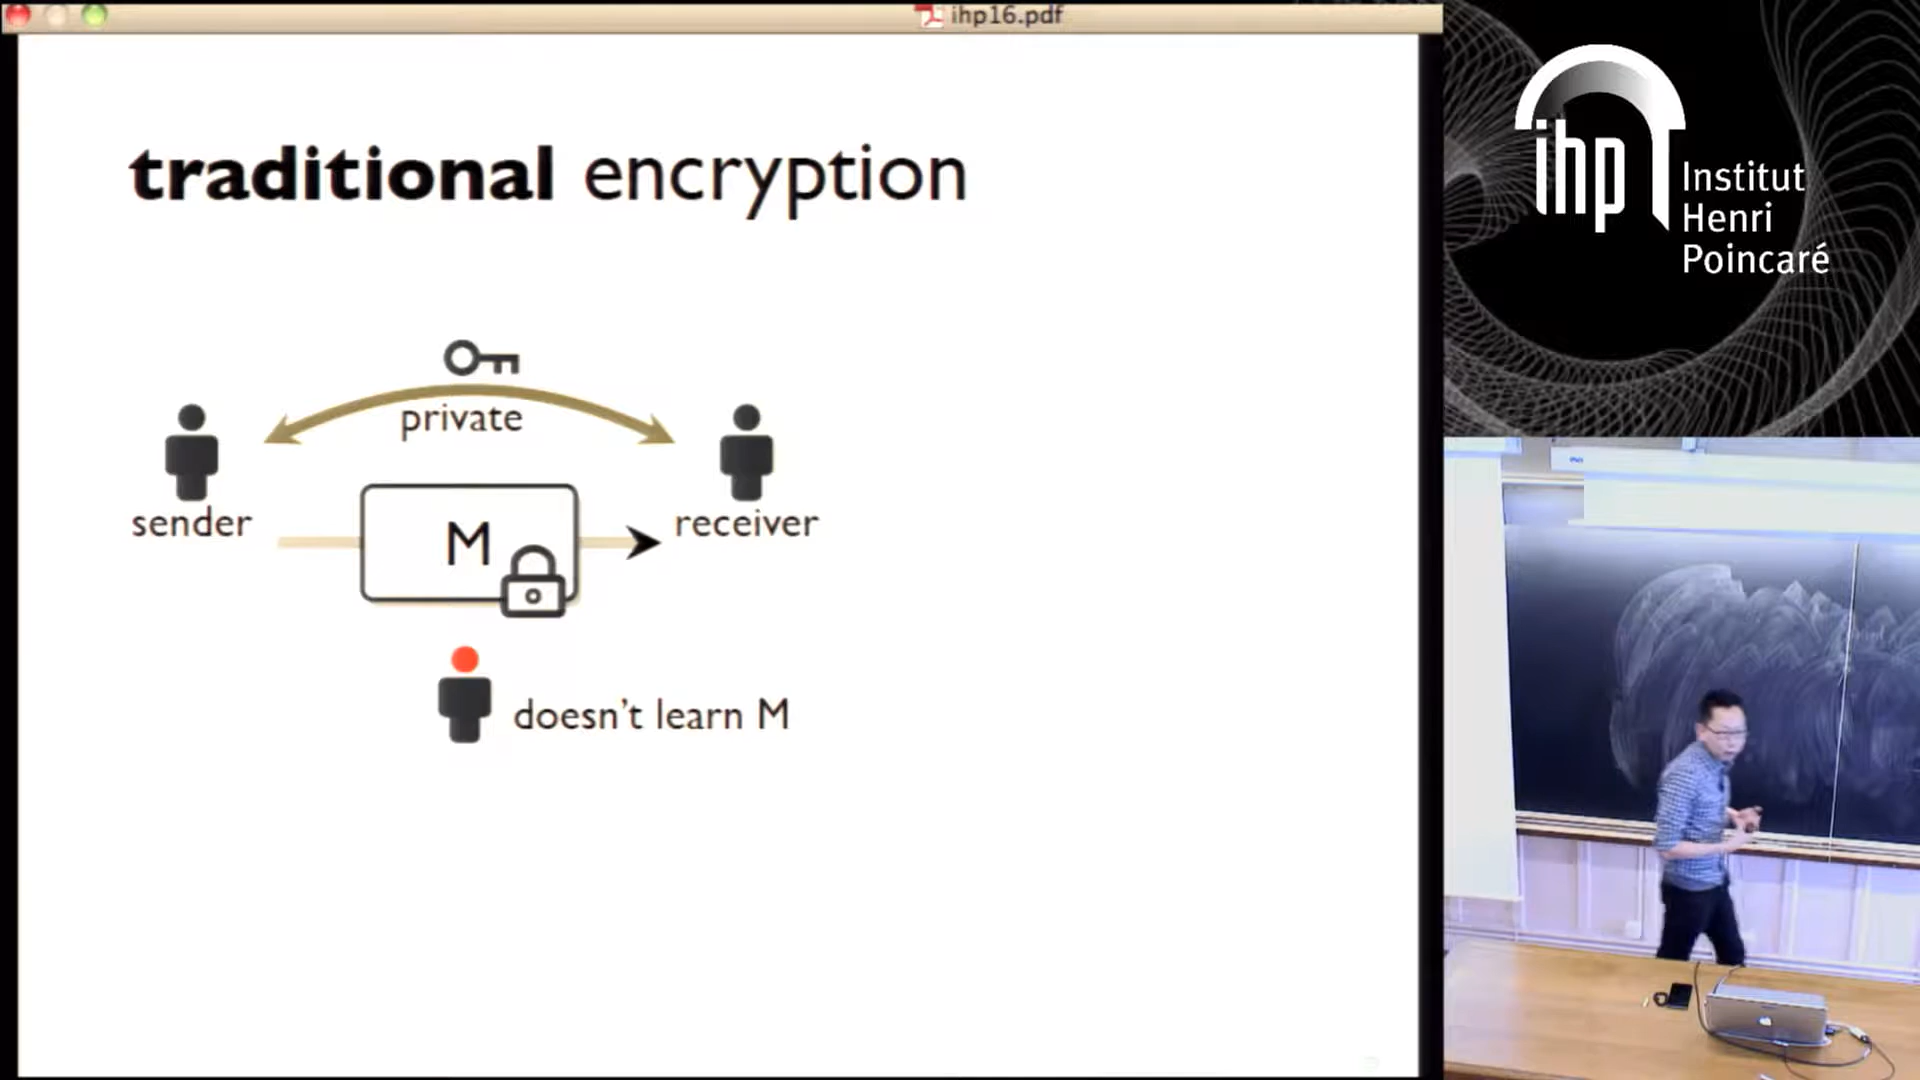 ihp16.pdf
traditional encryption
private
sender
M
receiver
doesn't learn M
ihp
Institut
Henri
Poincaré